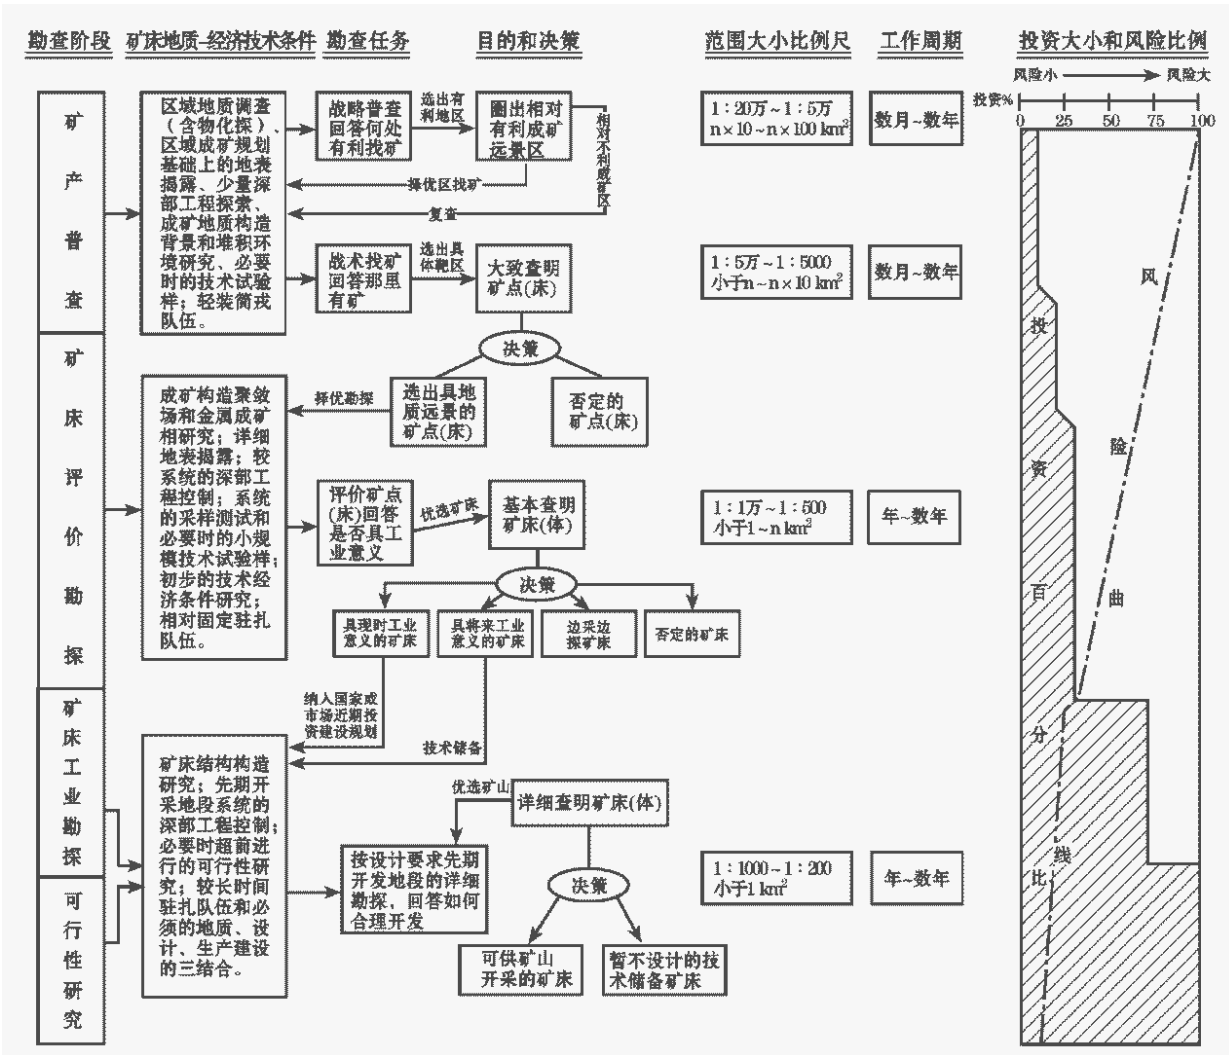 勘查阶段
矿床地质–经济技术条件
勘查任务
目的和决策
范围大小比例尺
工作周期
投资大小和风险比例
风险小
风险大
投资%
0
25
50
75
100
矿产普查
区域地质调查
(含物化探)、
区域成矿规划
基础上的地表
揭露、少量深
部工程探索、
成矿地质构造
背景和堆积环
境研究、必要
时的技术试验
样；轻装简戎
队伍。
战略普查
回答何处
有利找矿
选出有
利地区
圈出相对
有利成矿
远景区
相对不利成矿区
择优区找矿
复查
1：20万~1：5万
n×10~n×100 km²
数月~数年
战术找矿
回答那里
有矿
选出具
体靶区
大致查明
矿点(床)
1：5万~1：5000
小于n~n×10 km²
数月~数年
决策
选出具地
质远景的
矿点(床)
否定的
矿点(床)
择优勘探
矿床评价勘探
成矿构造聚敛
场和金属成矿
相研究；详细
地表揭露；较
系统的深部工
程控制；系统
的采样测试和
必要时的小规
模技术试验样；
初步的技术经
济条件研究；
相对固定驻扎
队伍。
评价矿点
(床)回答
是否具工
业意义
优选矿床
基本查明
矿床(体)
1：1万~1：500
小于1~n km²
年~数年
决策
具现时工业
意义的矿床
具将来工业
意义的矿床
边采边
探矿床
否定的矿床
纳入国家或
市场近期投
资建设规划
技术储备
矿床工业勘探
可行性研究
矿床结构构造
研究；先期开
采地段系统的
深部工程控制；
必要时超前进
行的可行性研
究；较长时间
驻扎队伍和必
须的地质、设
计、生产建设
的三结合。
优选矿山
详细查明矿床(体)
按设计要求先期
开发地段的详细
勘探，回答如何
合理开发
决策
1：1000~1：200
小于1 km²
年~数年
可供矿山
开采的矿床
暂不设计的技
术储备矿床
投资百分比
风险曲线